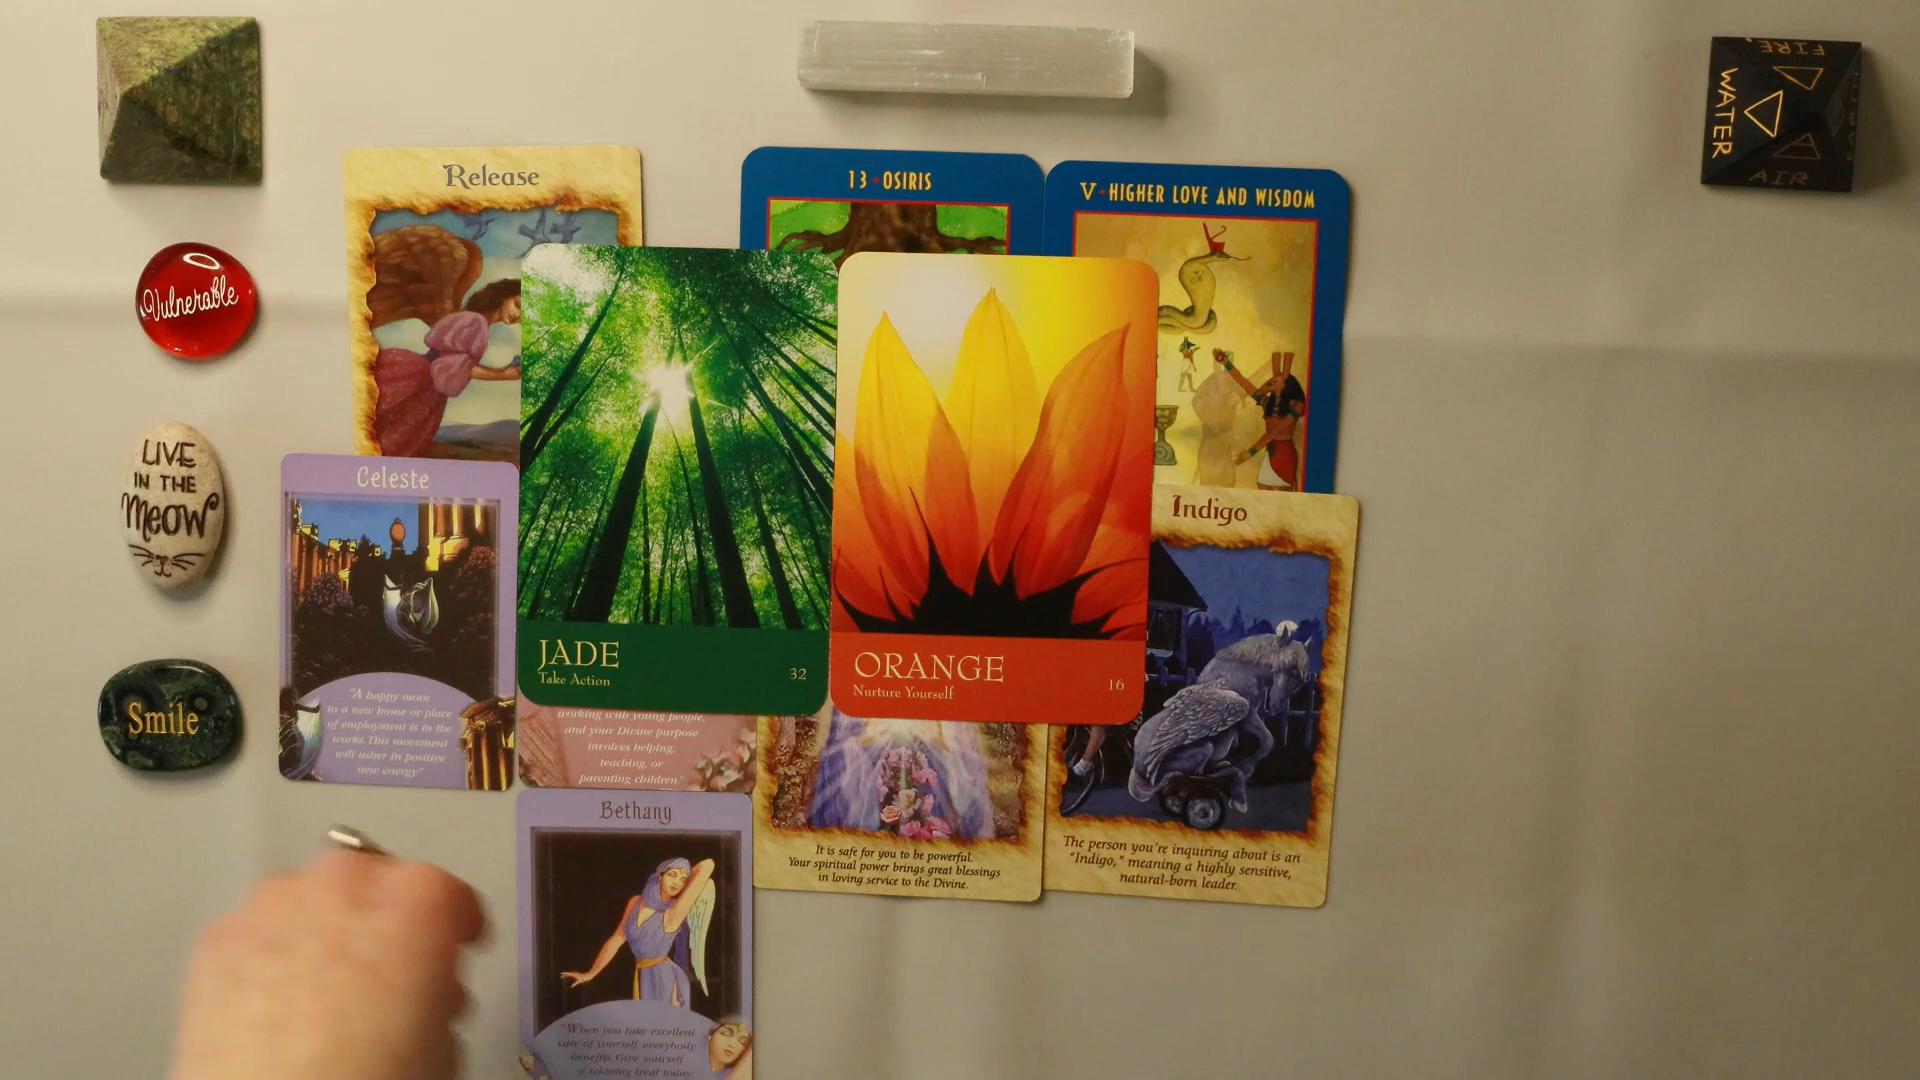 FIRE
WATER
AIR
EARTH
Release
13 • OSIRIS
V • HIGHER LOVE AND WISDOM
Vulnerable
LIVE
IN THE
Meow
Smile
Celeste
"A happy move
to a new home or place
of employment is in the
works. This movement
will usher in positive
new energy."
JADE
Take Action
32
ORANGE
Nurture Yourself
16
Indigo
The person you're inquiring about is an
"Indigo," meaning a highly sensitive,
natural-born leader.
working with young people,
and your Divine purpose
involves helping,
teaching, or
parenting children."
It is safe for you to be powerful.
Your spiritual power brings great blessings
in loving service to the Divine.
Bethany
"When you take excellent
care of yourself, everybody
benefits. Give yourself
a relaxing treat today.